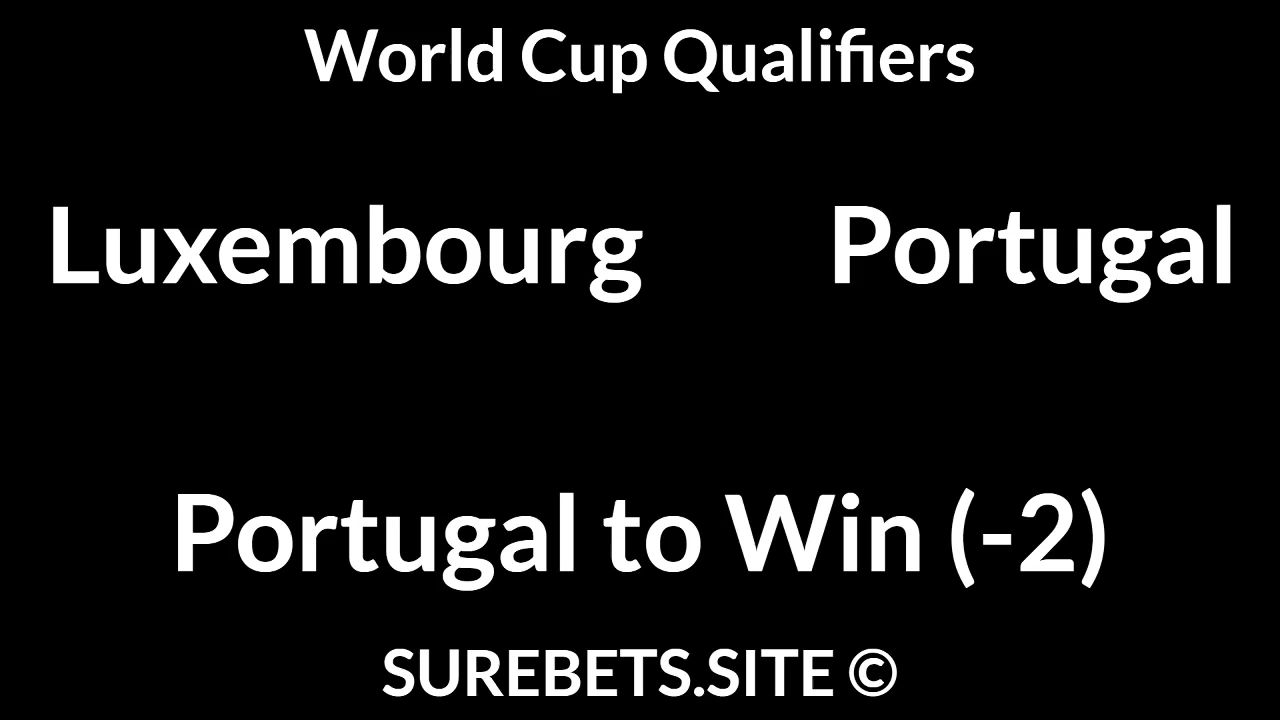 World Cup Qualifiers
Luxembourg Portugal
Portugal to Win (-2)
SUREBETS.SITE ©